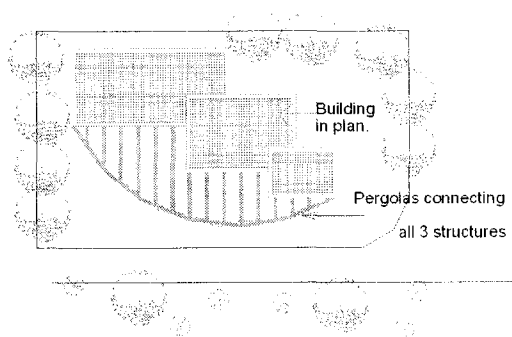 Building
in plan.
Pergolas connecting
all 3 structures